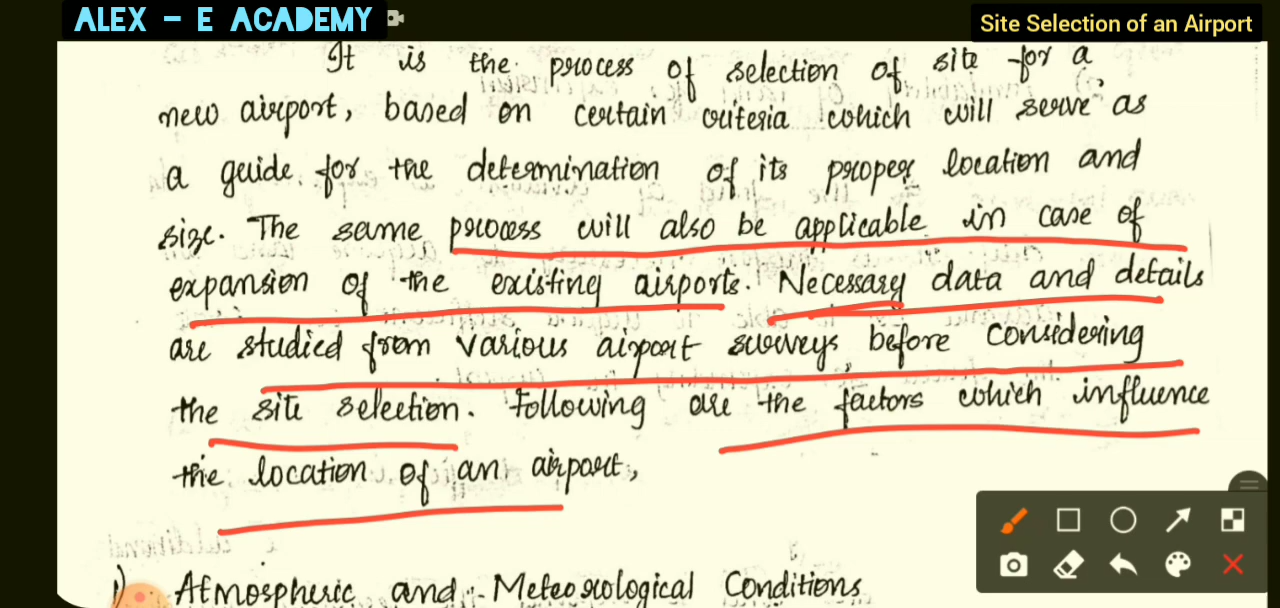 ALEX – E ACADEMY
Site Selection of an Airport
It is the process of selection of site for a
new airport, based on certain criteria which will serve as
a guide for the determination of its proper location and
size. The same process will also be applicable in case of
expansion of the existing airports. Necessary data and details
are studied from various airport surveys, before Considering
the site selection. Following are the factors which influence
the location of an airport,
1) Atmospheric and Meteorological Conditions